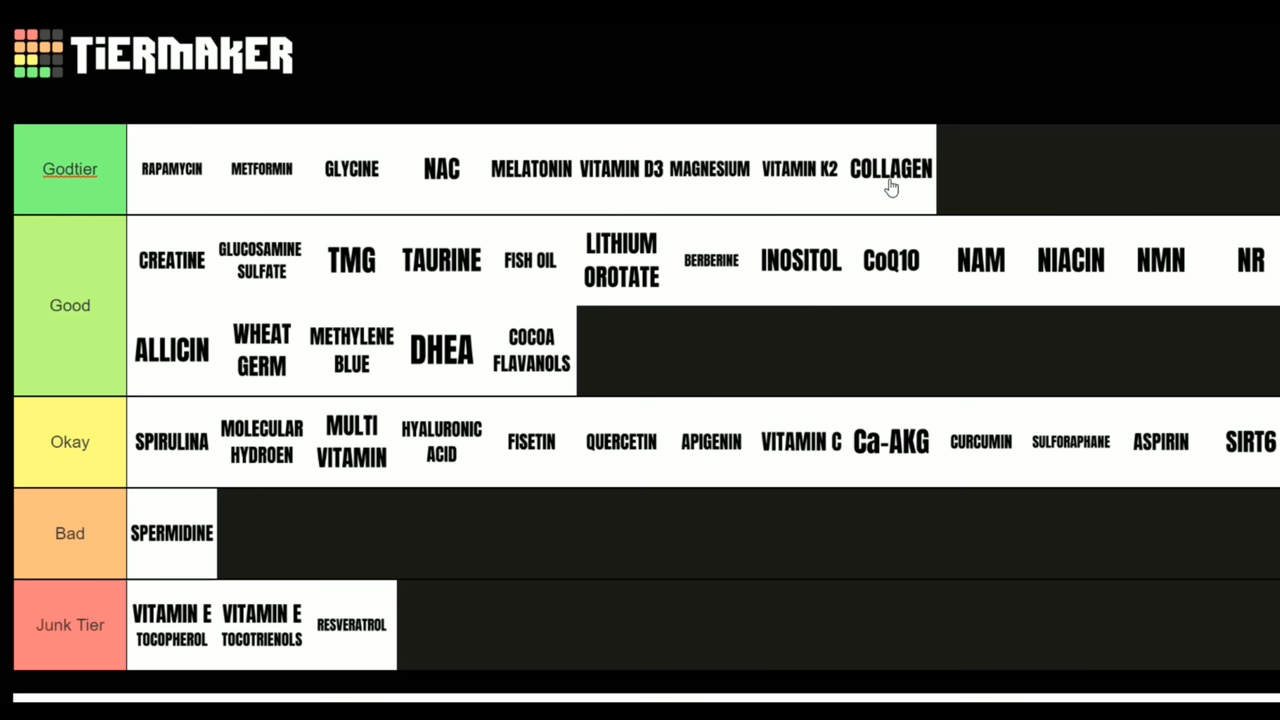 TiERMAKER
Godtier
RAPAMYCIN
METFORMIN
GLYCINE
NAC
MELATONIN
VITAMIN D3
MAGNESIUM
VITAMIN K2
COLLAGEN
Good
CREATINE
GLUCOSAMINE
SULFATE
TMG
TAURINE
FISH OIL
LITHIUM
OROTATE
BERBERINE
INOSITOL
CoQ10
NAM
NIACIN
NMN
NR
ALLICIN
WHEAT
GERM
METHYLENE
BLUE
DHEA
COCOA
FLAVANOLS
Okay
SPIRULINA
MOLECULAR
HYDROEN
MULTI
VITAMIN
HYALURONIC
ACID
FISETIN
QUERCETIN
APIGENIN
VITAMIN C
Ca-AKG
CURCUMIN
SULFORAPHANE
ASPIRIN
SIRT6
Bad
SPERMIDINE
Junk Tier
VITAMIN E
TOCOPHEROL
VITAMIN E
TOCOTRIENOLS
RESVERATROL